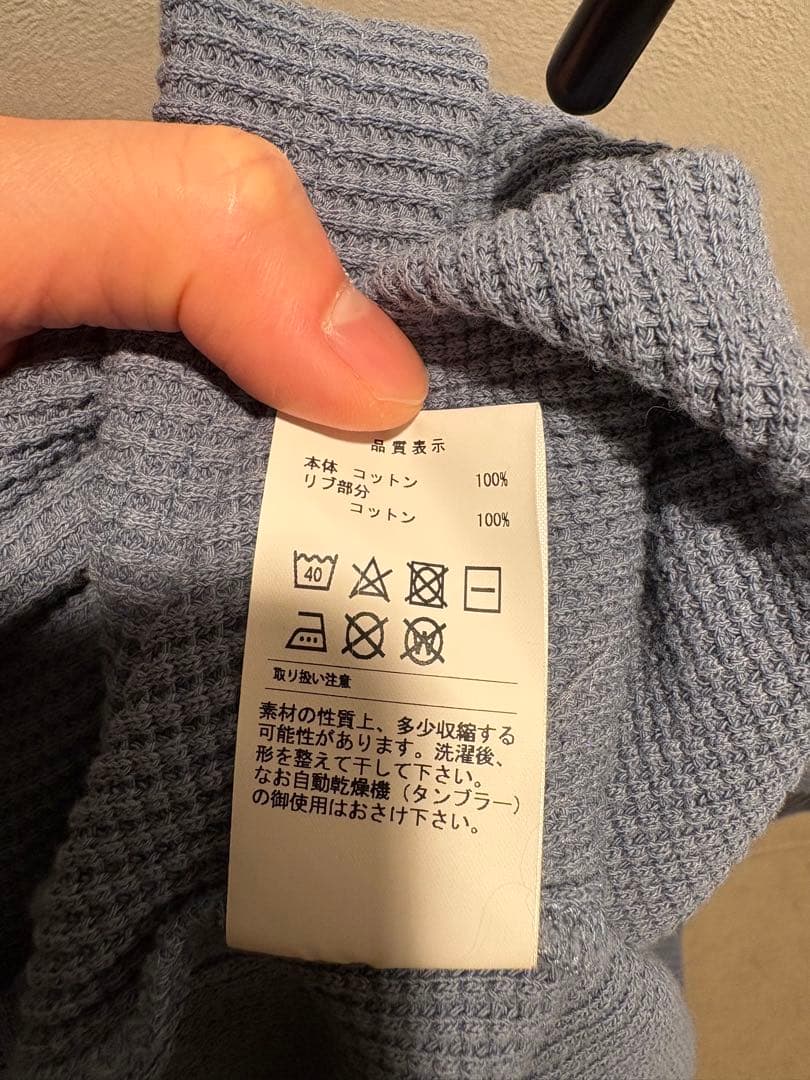 品質表示
本体 コットン 100%
リブ部分
コットン 100%
40
W
取り扱い注意
素材の性質上、多少収縮する
可能性があります。洗濯後、
形を整えて干して下さい。
なお自動乾燥機（タンブラー）
の御使用はおさけ下さい。